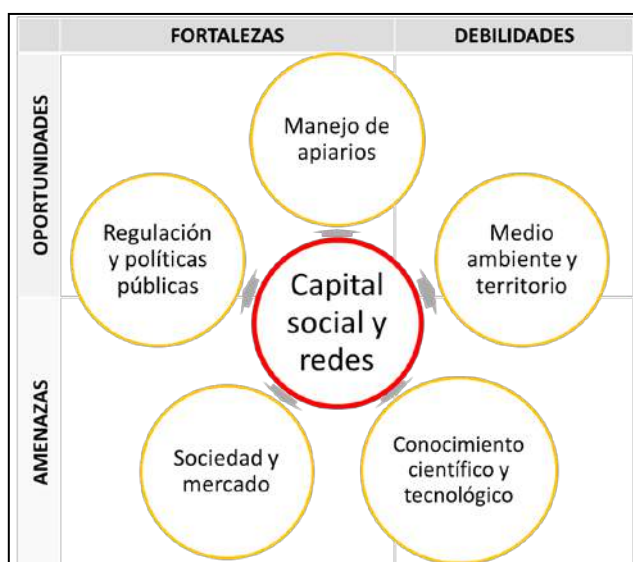 FORTALEZAS
DEBILIDADES
OPORTUNIDADES
AMENAZAS
Manejo de
apiarios
Regulación
y políticas
públicas
Medio
ambiente y
territorio
Capital
social y
redes
Sociedad y
mercado
Conocimiento
científico y
tecnológico